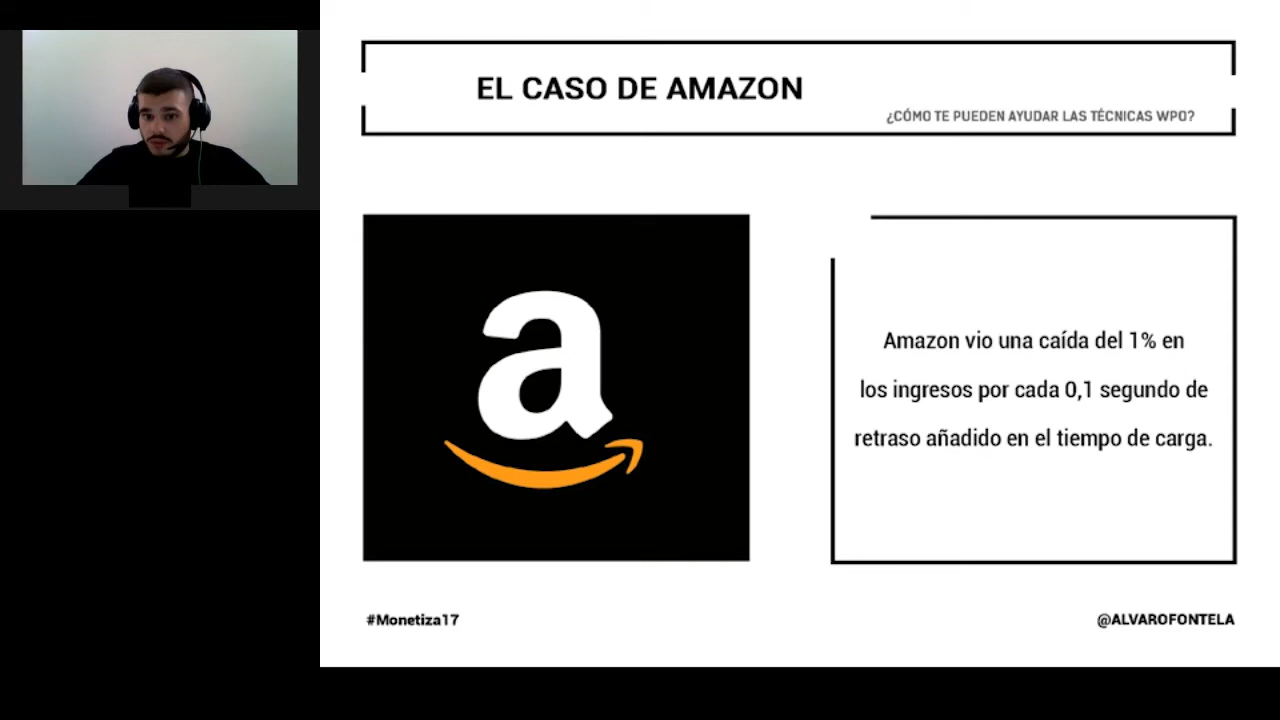 EL CASO DE AMAZON
¿CÓMO TE PUEDEN AYUDAR LAS TÉCNICAS WPO?
a
Amazon vio una caída del 1% en
los ingresos por cada 0,1 segundo de
retraso añadido en el tiempo de carga.
#Monetiza17
@ALVAROFONTELA